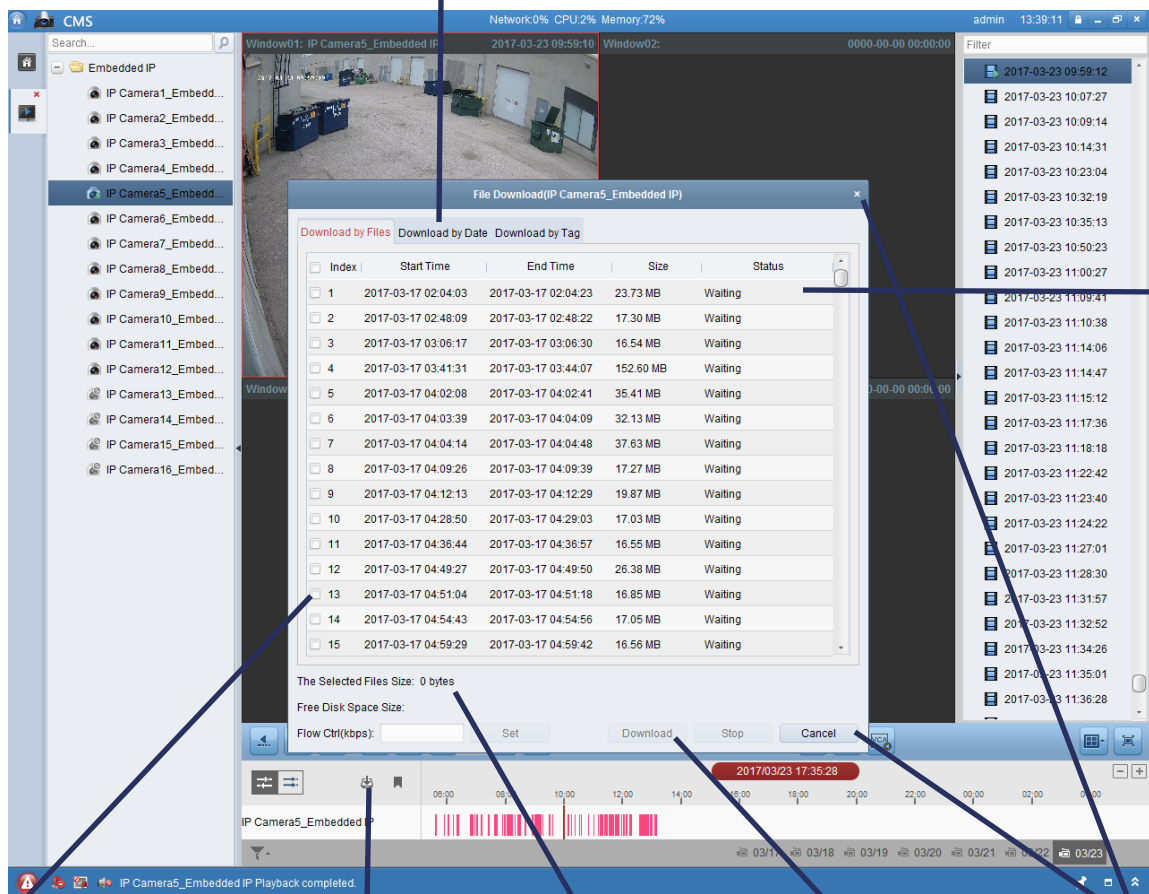 CMS
Network:0% CPU:2% Memory:72%
admin 13:39:11
Search...
Embedded IP
IP Camera1_Embedd...
IP Camera2_Embedd...
IP Camera3_Embedd...
IP Camera4_Embedd...
IP Camera5_Embedd...
IP Camera6_Embedd...
IP Camera7_Embedd...
IP Camera8_Embedd...
IP Camera9_Embedd...
IP Camera10_Embed...
IP Camera11_Embed...
IP Camera12_Embed...
IP Camera13_Embed...
IP Camera14_Embed...
IP Camera15_Embed...
IP Camera16_Embed...
Window01: IP Camera5_Embedded IP 2017-03-23 09:59:10
Window02: 0000-00-00 00:00:00
Window
0-00-00 00:00:00
File Download(IP Camera5_Embedded IP)
Download by Files Download by Date Download by Tag
Index Start Time End Time Size Status
1 2017-03-17 02:04:03 2017-03-17 02:04:23 23.73 MB Waiting
2 2017-03-17 02:48:09 2017-03-17 02:48:22 17.30 MB Waiting
3 2017-03-17 03:06:17 2017-03-17 03:06:30 16.54 MB Waiting
4 2017-03-17 03:41:31 2017-03-17 03:44:07 152.60 MB Waiting
5 2017-03-17 04:02:08 2017-03-17 04:02:41 35.41 MB Waiting
6 2017-03-17 04:03:39 2017-03-17 04:04:09 32.13 MB Waiting
7 2017-03-17 04:04:14 2017-03-17 04:04:48 37.63 MB Waiting
8 2017-03-17 04:09:26 2017-03-17 04:09:39 17.27 MB Waiting
9 2017-03-17 04:12:13 2017-03-17 04:12:29 19.87 MB Waiting
10 2017-03-17 04:28:50 2017-03-17 04:29:03 17.03 MB Waiting
11 2017-03-17 04:36:44 2017-03-17 04:36:57 16.55 MB Waiting
12 2017-03-17 04:49:27 2017-03-17 04:49:50 26.38 MB Waiting
13 2017-03-17 04:51:04 2017-03-17 04:51:18 16.85 MB Waiting
14 2017-03-17 04:54:43 2017-03-17 04:54:56 17.05 MB Waiting
15 2017-03-17 04:59:29 2017-03-17 04:59:42 16.56 MB Waiting
The Selected Files Size: 0 bytes
Free Disk Space Size:
Flow Ctrl(kbps): Set Download Stop Cancel
Filter
2017-03-23 09:59:12
2017-03-23 10:07:27
2017-03-23 10:09:14
2017-03-23 10:14:31
2017-03-23 10:23:04
2017-03-23 10:32:19
2017-03-23 10:35:13
2017-03-23 10:50:23
2017-03-23 11:00:27
2017-03-23 11:09:41
2017-03-23 11:10:38
2017-03-23 11:14:06
2017-03-23 11:14:47
2017-03-23 11:15:12
2017-03-23 11:17:36
2017-03-23 11:18:18
2017-03-23 11:22:42
2017-03-23 11:23:40
2017-03-23 11:24:22
2017-03-23 11:27:01
2017-03-23 11:28:30
2017-03-23 11:31:57
2017-03-23 11:32:52
2017-03-23 11:34:26
2017-03-23 11:35:01
2017-03-23 11:36:28
VCA
2017/03/23 17:35:28
06:00 08:00 10:00 12:00 14:00 16:00 18:00 20:00 22:00 00:00 02:00
IP Camera5_Embedded IP
03/17 03/18 03/19 03/20 03/21 03/22 03/23
IP Camera5_Embedded IP Playback completed.